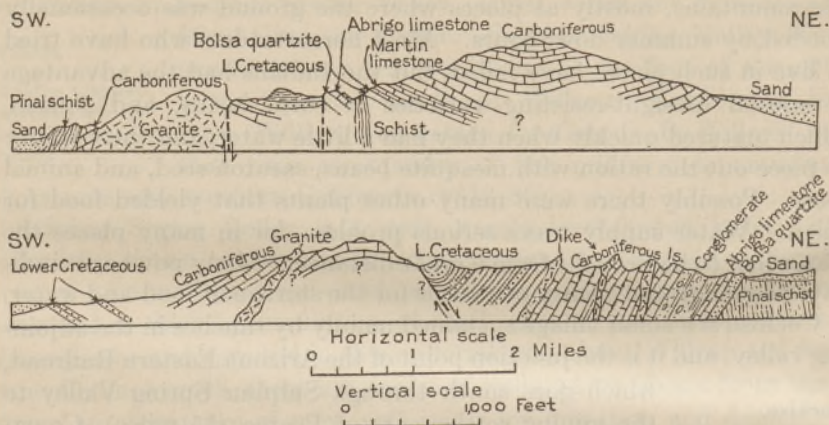 SW.
NE.
Abrigo limestone
Carboniferous
Bolsa quartzite
Martin
limestone
L.Cretaceous
Carboniferous
Pinal schist
Sand
Granite
Schist
?
Sand
SW.
NE.
Granite
Conglomerate
Abrigo limestone
Bolsa quartzite
Dike
L.Cretaceous
Carboniferous ls.
Carboniferous
Lower Cretaceous
?
?
Sand
Pinal schist
Horizontal scale
0 1 2 Miles
Vertical scale
0 1,000 Feet